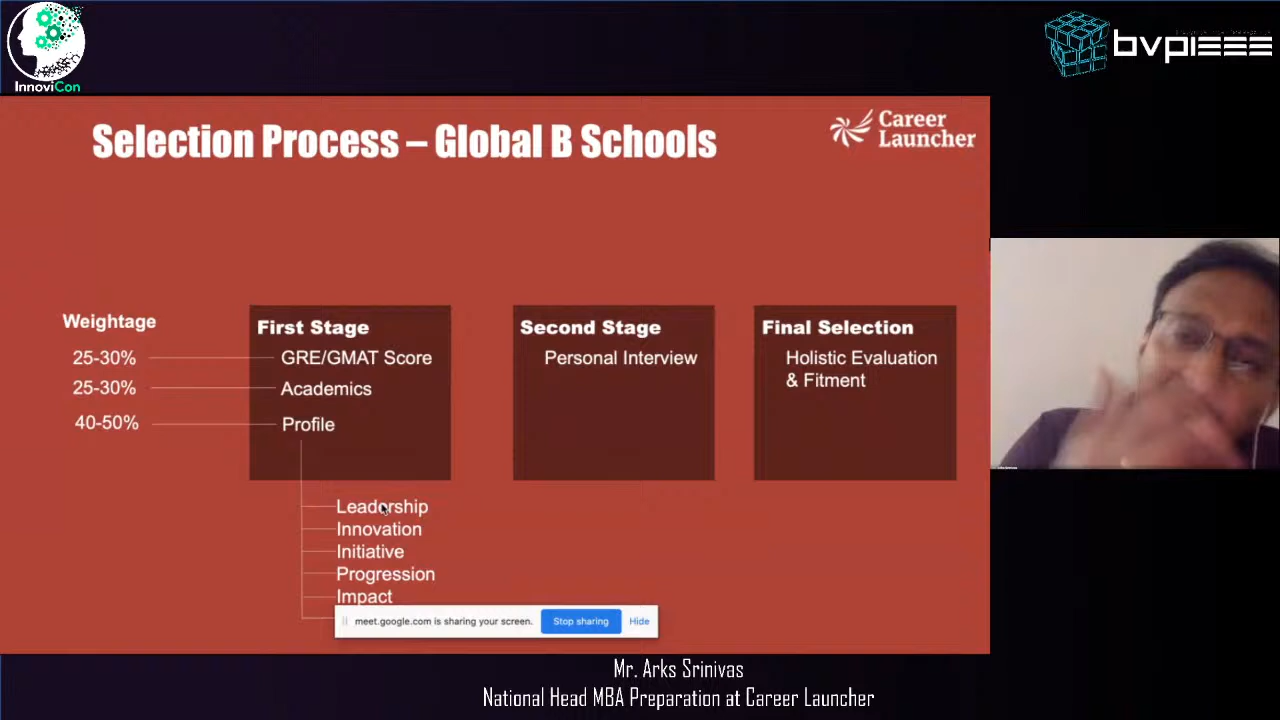 InnoviCon
bvpieee
Selection Process – Global B Schools
Career
Launcher
Weightage
25-30%
25-30%
40-50%
First Stage
GRE/GMAT Score
Academics
Profile
Leadership
Innovation
Initiative
Progression
Impact
Second Stage
Personal Interview
Final Selection
Holistic Evaluation
& Fitment
meet.google.com is sharing your screen.
Stop sharing
Hide
Mr. Arks Srinivas
National Head MBA Preparation at Career Launcher